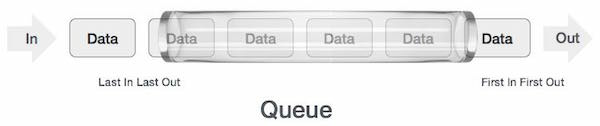 In Data Data Data Data Data Data Out
Last In Last Out First In First Out
Queue